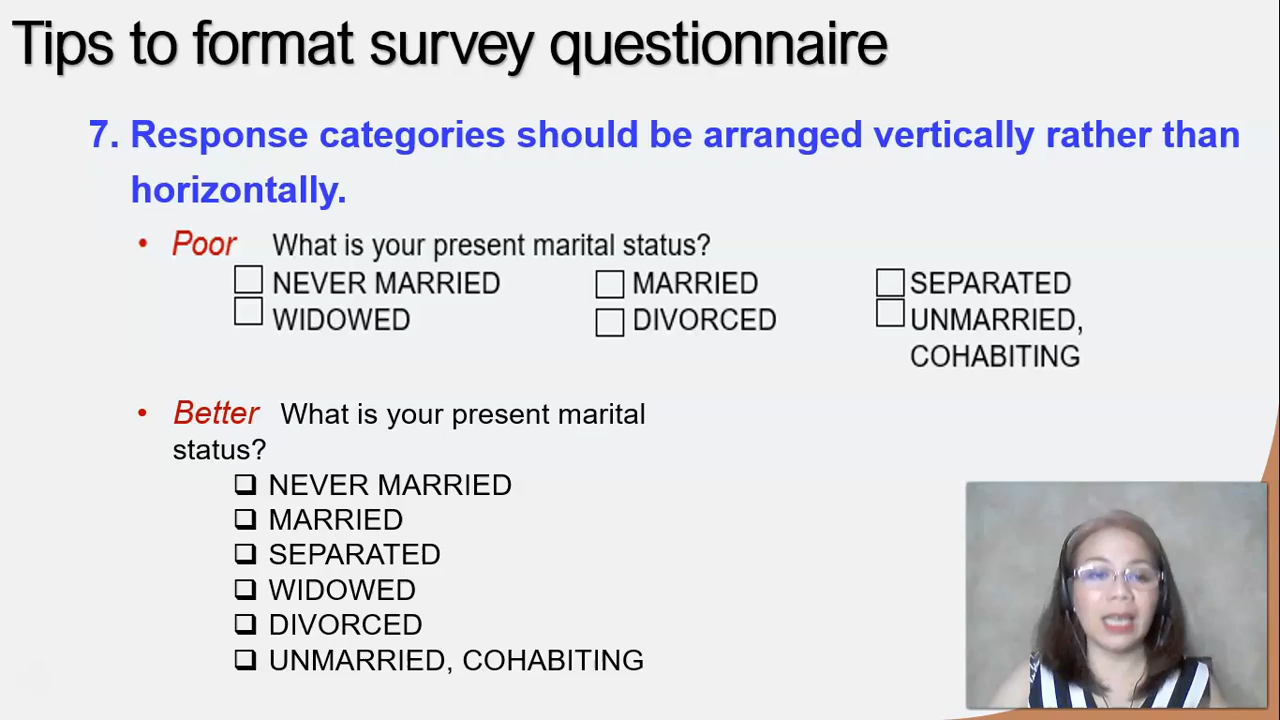 Tips to format survey questionnaire
7. Response categories should be arranged vertically rather than
horizontally.
• Poor What is your present marital status?
NEVER MARRIED MARRIED SEPARATED
WIDOWED DIVORCED UNMARRIED,
COHABITING
• Better What is your present marital
status?
❑ NEVER MARRIED
❑ MARRIED
❑ SEPARATED
❑ WIDOWED
❑ DIVORCED
❑ UNMARRIED, COHABITING